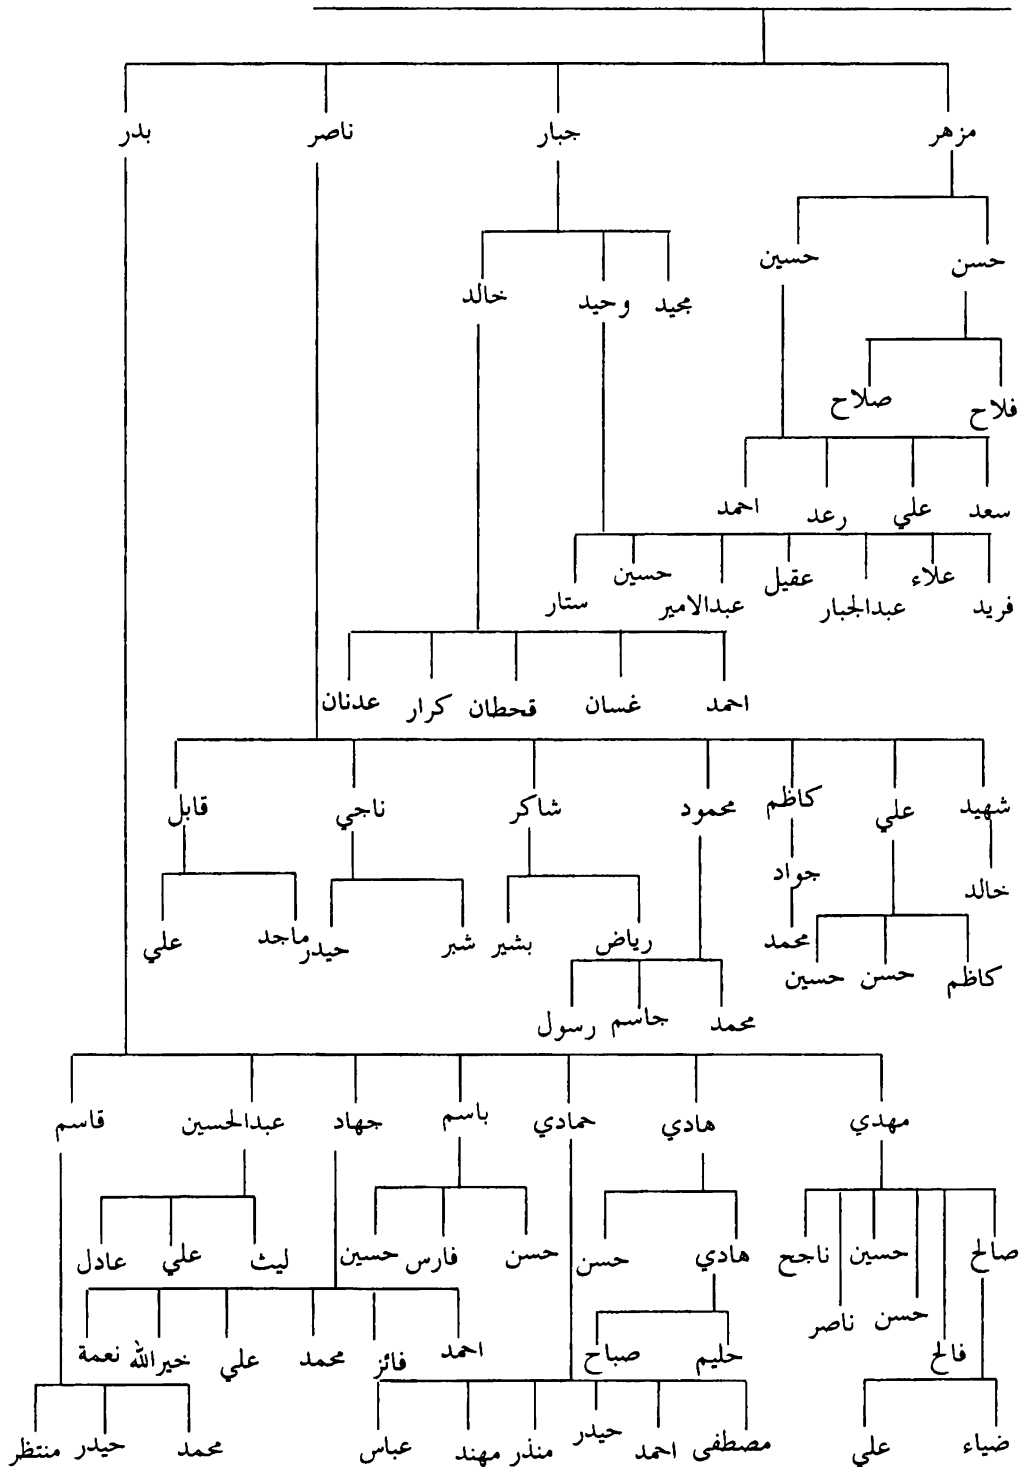 مزهر جبار ناصر بدر
حسن حسين
مجيد وحيد خالد
فلاح صلاح
سعد علي رعد احمد
فريد علاء عبدالجبار عقيل عبدالامير حسين ستار
احمد غسان قحطان كرار عدنان
شهيد علي كاظم محمود شاكر ناجي قابل
خالد جواد
محمد رياض بشير شبر حيدر ماجد علي
كاظم حسن حسين
محمد جاسم رسول
مهدي هادي حمادي باسم جهاد عبدالحسين قاسم
صالح حسين ناجح هادي حسن حسن فارس حسين ليث علي عادل
حسن ناصر
فالح حليم صباح احمد فائز محمد علي خيرالله نعمة
ضياء علي مصطفى احمد حيدر منذر مهند عباس محمد حيدر منتظر